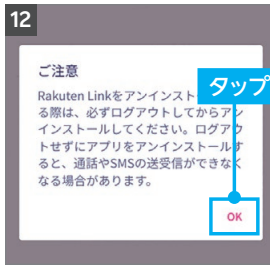 12
ご注意
Rakuten Linkをアンインスト
る際は、必ずログアウトしてからアン
インストールしてください。ログアウ
トせずにアプリをアンインストールす
ると、通話やSMSの送受信ができなく
なる場合があります。
タップ
OK